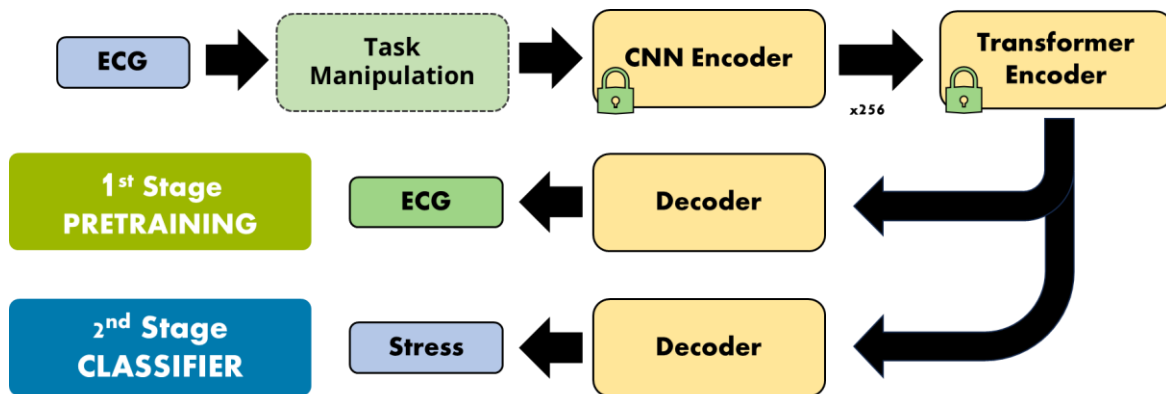 ECG
Task
Manipulation
CNN Encoder
x256
Transformer
Encoder
1st Stage
PRETRAINING
ECG
Decoder
2nd Stage
CLASSIFIER
Stress
Decoder